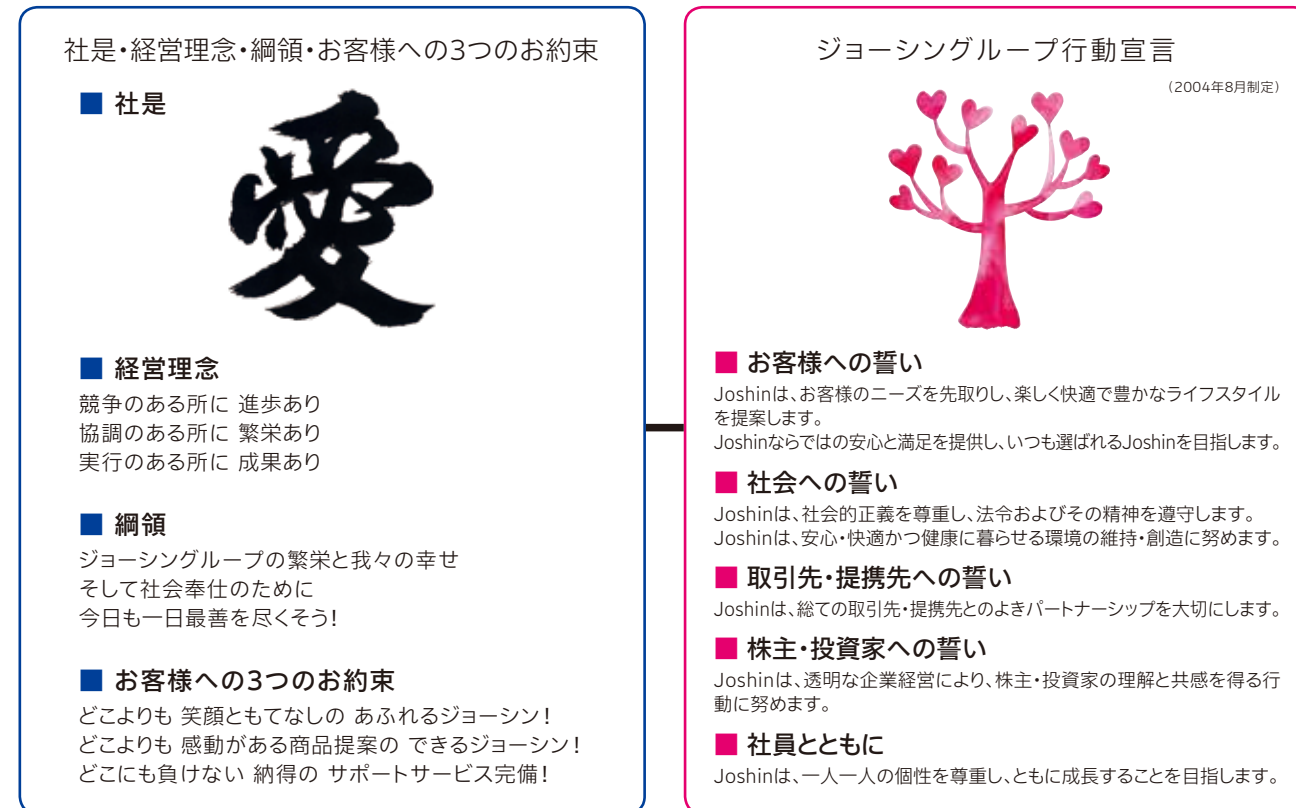 社是・経営理念・綱領・お客様への3つのお約束
■ 社是
愛
■ 経営理念
競争のある所に 進歩あり
協調のある所に 繁栄あり
実行のある所に 成果あり
■ 綱領
ジョーシングループの繁栄と我々の幸せ
そして社会奉仕のために
今日も一日最善を尽くそう!
■ お客様への3つのお約束
どこよりも 笑顔ともてなしの あふれるジョーシン!
どこよりも 感動がある商品提案の できるジョーシン!
どこにも負けない 納得の サポートサービス完備!
ジョーシングループ行動宣言
(2004年8月制定)
■ お客様への誓い
Joshinは、お客様のニーズを先取りし、楽しく快適で豊かなライフスタイル
を提案します。
Joshinならではの安心と満足を提供し、いつも選ばれるJoshinを目指します。
■ 社会への誓い
Joshinは、社会的正義を尊重し、法令およびその精神を遵守します。
Joshinは、安心・快適かつ健康に暮らせる環境の維持・創造に努めます。
■ 取引先・提携先への誓い
Joshinは、総ての取引先・提携先とのよきパートナーシップを大切にします。
■ 株主・投資家への誓い
Joshinは、透明な企業経営により、株主・投資家の理解と共感を得る行
動に努めます。
■ 社員とともに
Joshinは、一人一人の個性を尊重し、ともに成長することを目指します。